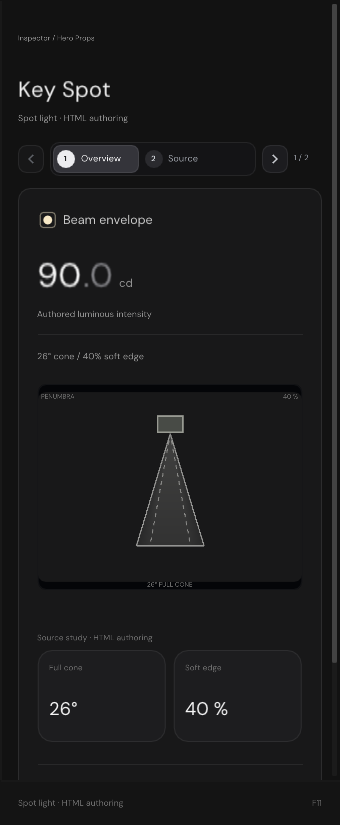 Inspector / Hero Props
Key Spot
Spot light · HTML authoring
1 Overview 2 Source 1 / 2
Beam envelope
90.0 cd
Authored luminous intensity
26° cone / 40% soft edge
PENUMBRA 40 %
26° FULL CONE
Source study · HTML authoring
Full cone Soft edge
26° 40 %
Spot light · HTML authoring F11